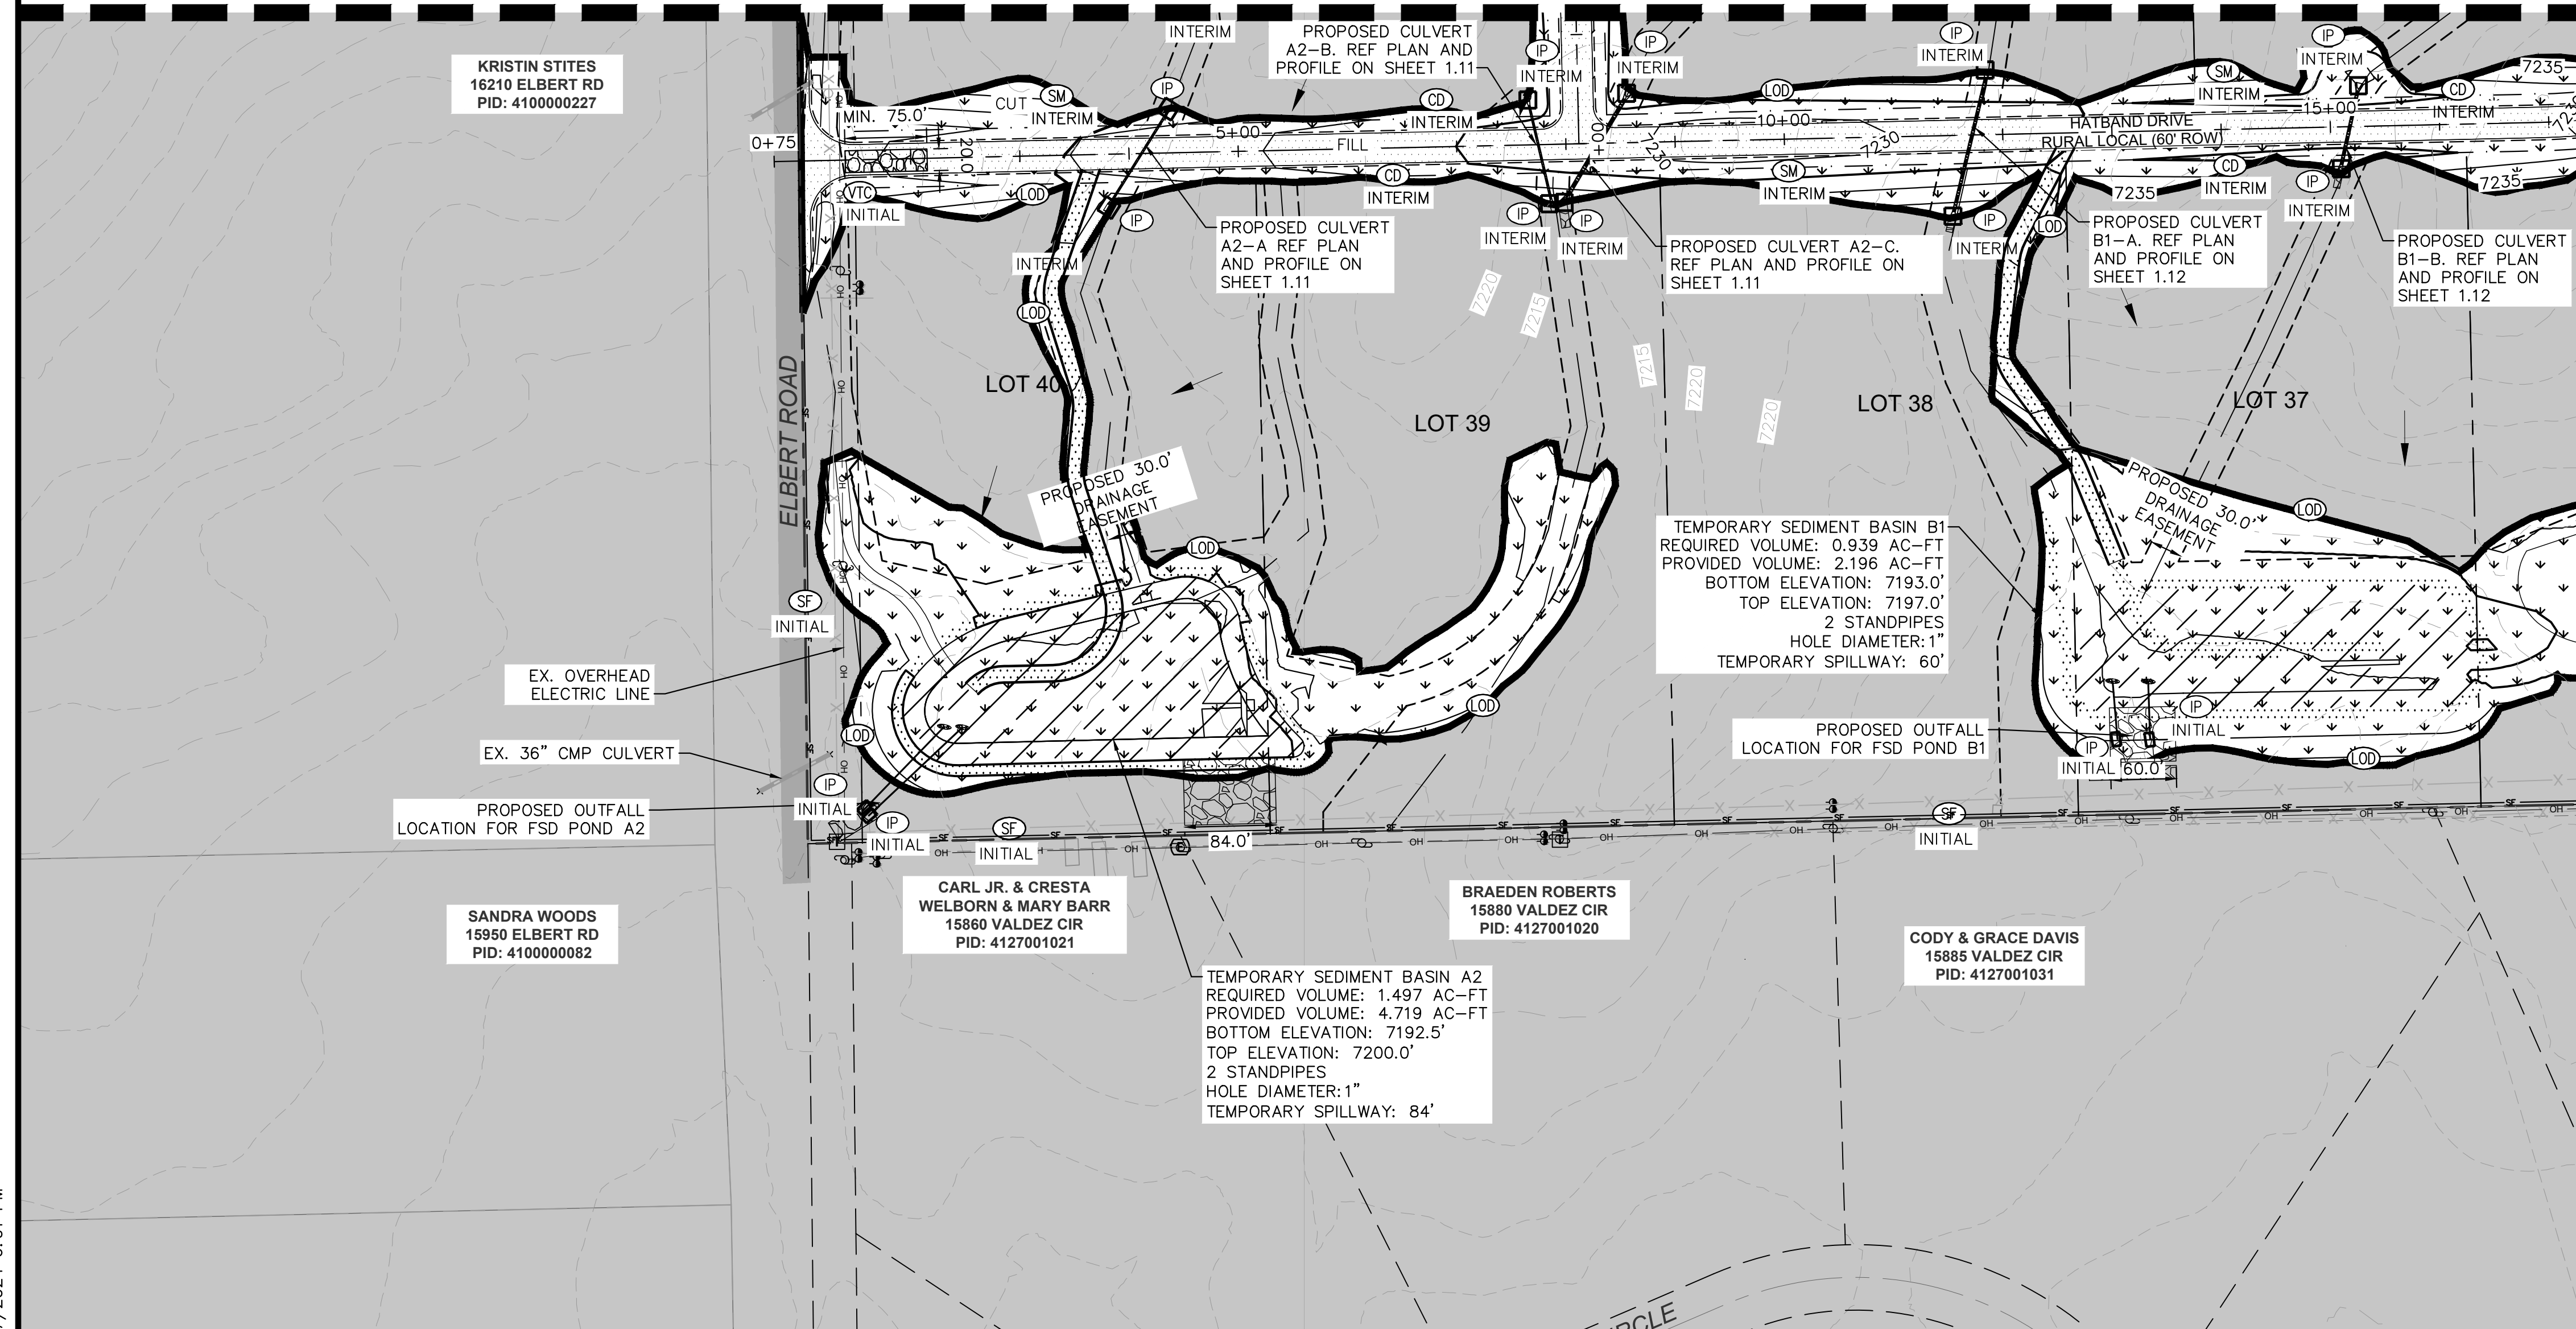 KRISTIN STITES
16210 ELBERT RD
PID: 4100000227
INTERIM
PROPOSED CULVERT
A2-B. REF PLAN AND
PROFILE ON SHEET 1.11
IP
INTERIM
IP
INTERIM
IP
INTERIM
IP
INTERIM
7235
CUT
SM
INTERIM
IP
CD
INTERIM
LOD
SM
INTERIM
CD
INTERIM
MIN. 75.0'
0+75
20.0'
5+00
FILL
+00
7230
10+00
7230
HATBAND DRIVE
RURAL LOCAL (60' ROW)
15+00
VTC
INITIAL
LOD
IP
CD
INTERIM
SM
INTERIM
7235
CD
INTERIM
7235
IP
INTERIM
IP
INTERIM
IP
INTERIM
IP
INTERIM
LOD
INTERIM
PROPOSED CULVERT
A2-A REF PLAN
AND PROFILE ON
SHEET 1.11
PROPOSED CULVERT A2-C.
REF PLAN AND PROFILE ON
SHEET 1.11
PROPOSED CULVERT
B1-A. REF PLAN
AND PROFILE ON
SHEET 1.12
PROPOSED CULVERT
B1-B. REF PLAN
AND PROFILE ON
SHEET 1.12
LOD
7220
7215
7215
7220
7220
ELBERT ROAD
LOT 40
LOT 39
LOT 38
LOT 37
PROPOSED 30.0'
DRAINAGE
EASEMENT
LOD
PROPOSED 30.0'
DRAINAGE
EASEMENT
LOD
TEMPORARY SEDIMENT BASIN B1
REQUIRED VOLUME: 0.939 AC-FT
PROVIDED VOLUME: 2.196 AC-FT
BOTTOM ELEVATION: 7193.0'
TOP ELEVATION: 7197.0'
2 STANDPIPES
HOLE DIAMETER:1"
TEMPORARY SPILLWAY: 60'
SF
INITIAL
EX. OVERHEAD
ELECTRIC LINE
LOD
LOD
EX. 36" CMP CULVERT
PROPOSED OUTFALL
LOCATION FOR FSD POND B1
IP
INITIAL
IP
INITIAL
60.0'
LOD
PROPOSED OUTFALL
LOCATION FOR FSD POND A2
IP
INITIAL
IP
INITIAL
SF
INITIAL
84.0'
SF
INITIAL
OH
OH
OH
OH
SF
SF
SF
SF
SANDRA WOODS
15950 ELBERT RD
PID: 4100000082
CARL JR. & CRESTA
WELBORN & MARY BARR
15860 VALDEZ CIR
PID: 4127001021
BRAEDEN ROBERTS
15880 VALDEZ CIR
PID: 4127001020
CODY & GRACE DAVIS
15885 VALDEZ CIR
PID: 4127001031
TEMPORARY SEDIMENT BASIN A2
REQUIRED VOLUME: 1.497 AC-FT
PROVIDED VOLUME: 4.719 AC-FT
BOTTOM ELEVATION: 7192.5'
TOP ELEVATION: 7200.0'
2 STANDPIPES
HOLE DIAMETER:1"
TEMPORARY SPILLWAY: 84'